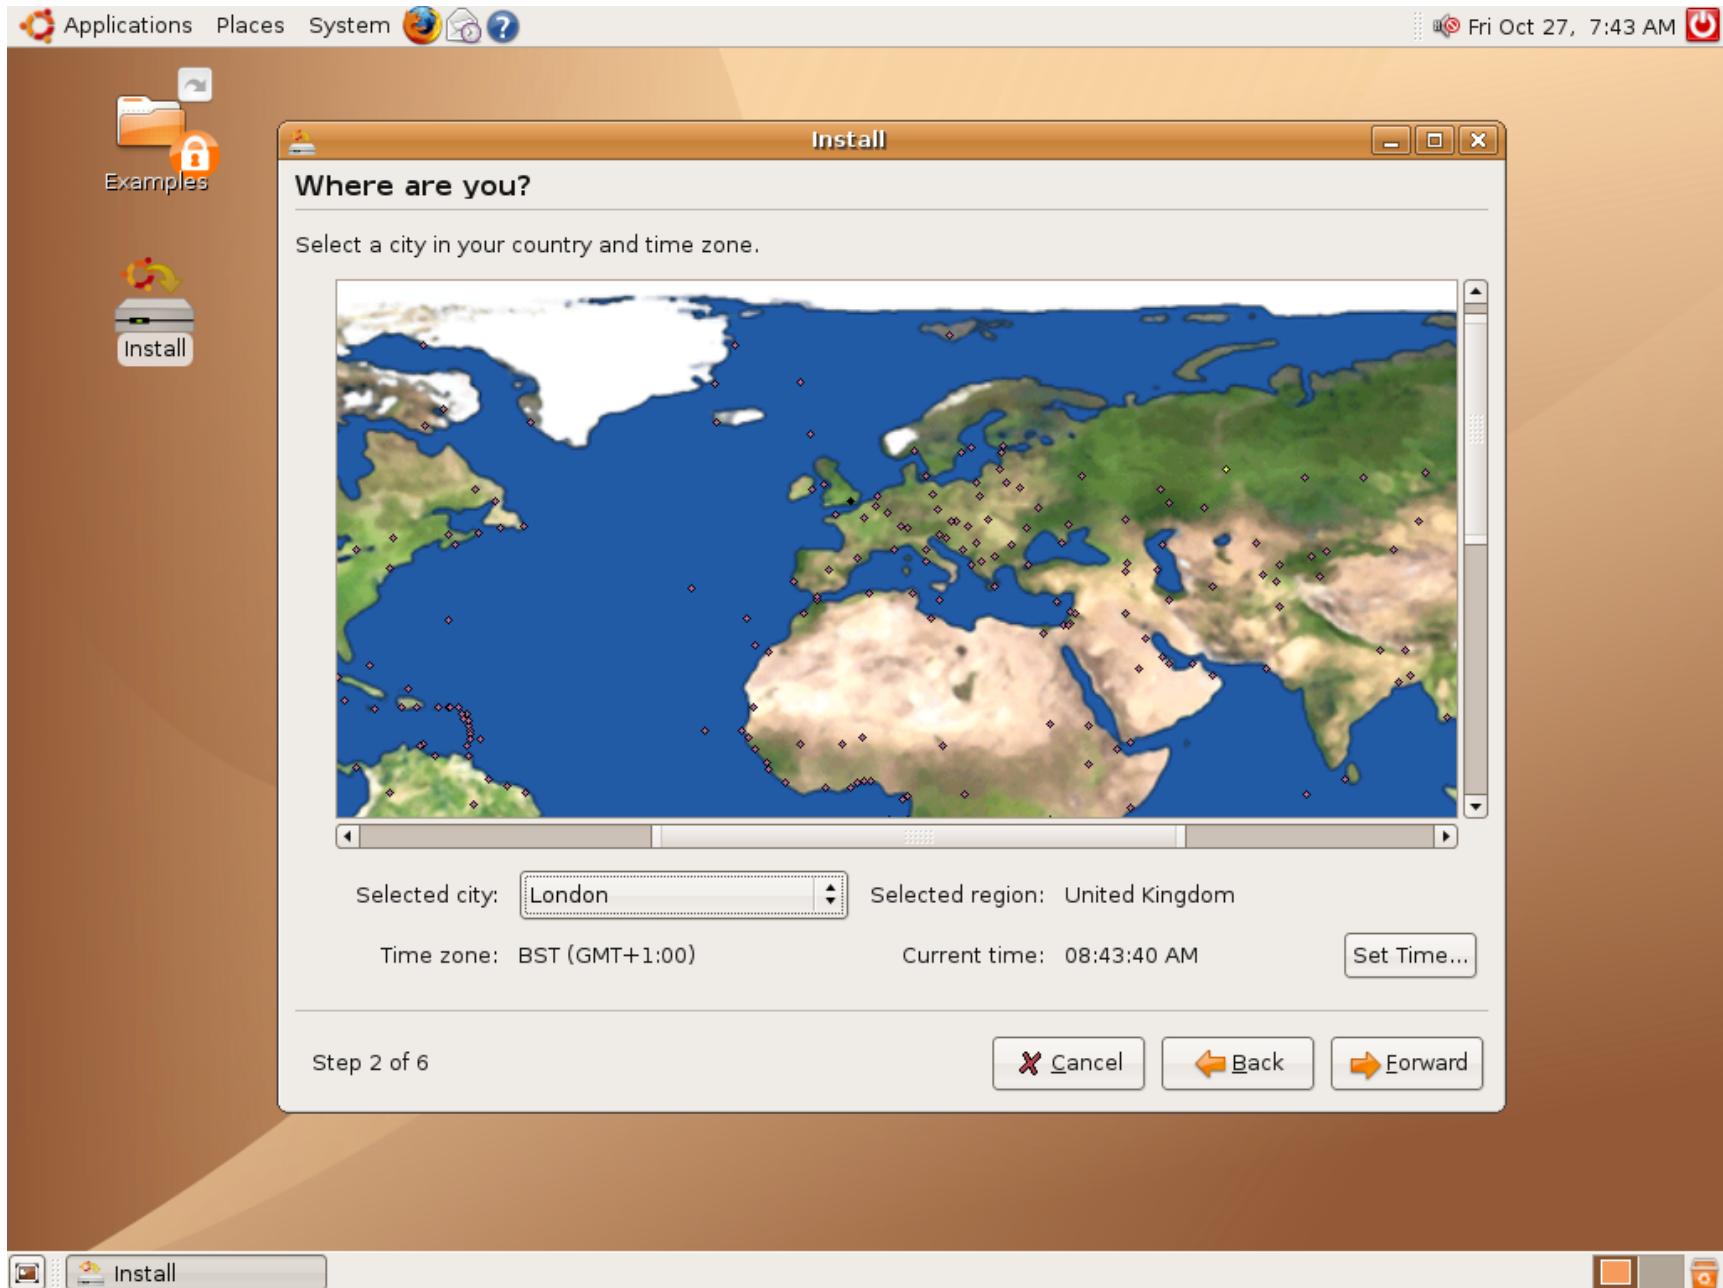 Applications Places System Fri Oct 27, 7:43 AM
Examples
Install
Install
Where are you?
Select a city in your country and time zone.
Selected city: London Selected region: United Kingdom
Time zone: BST (GMT+1:00) Current time: 08:43:40 AM Set Time...
Step 2 of 6 Cancel Back Forward
Install